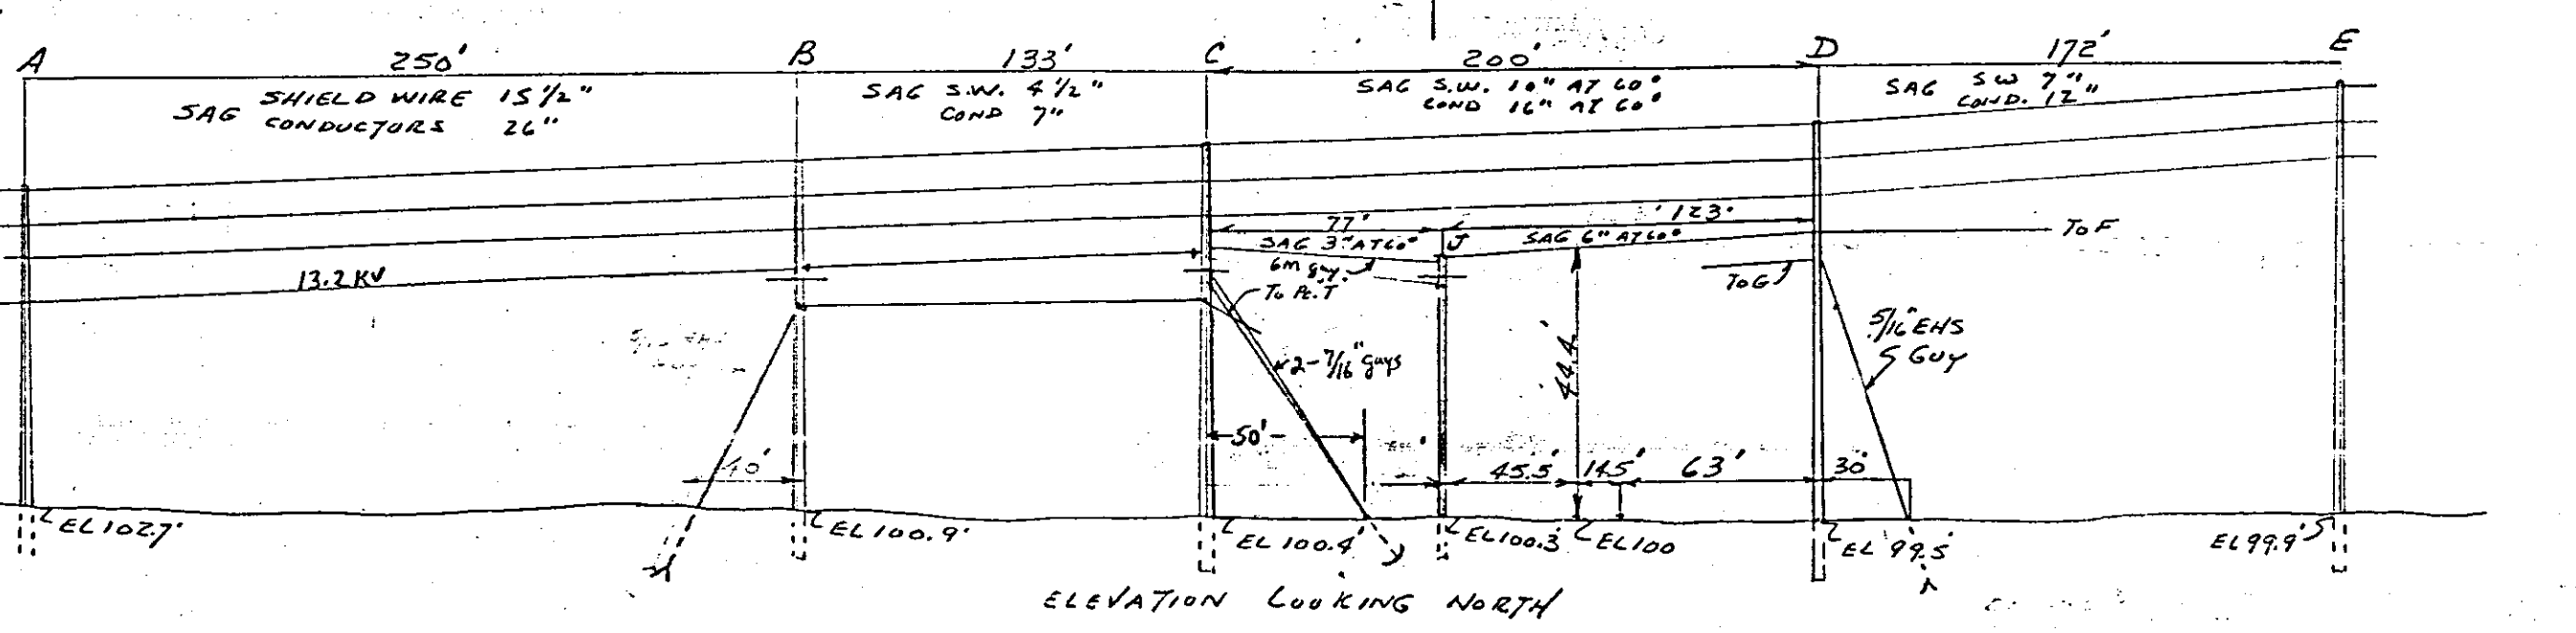 A 250' B 133' C 200' D 172' E
SAG SHIELD WIRE 15 1/2"
CONDUCTORS 26"
SAG S.W. 4 1/2"
COND 7"
SAG S.W. 10" AT 60°
COND 16" AT 60°
SAG S W 7"
COND. 12"
77' 123'
SAG 3" AT 60° J SAG 6" AT 60° TO F
6M guy
To Pt. T
TO G
13.2 KV
5/16" EHS
S GUY
2-7/16" guys
44.4'
50'
40' 45.5' 14.5' 63' 30'
EL 102.7' EL 100.9' EL 100.4' EL 100.3' EL 100 EL 99.5' EL 99.9'
ELEVATION LOOKING NORTH